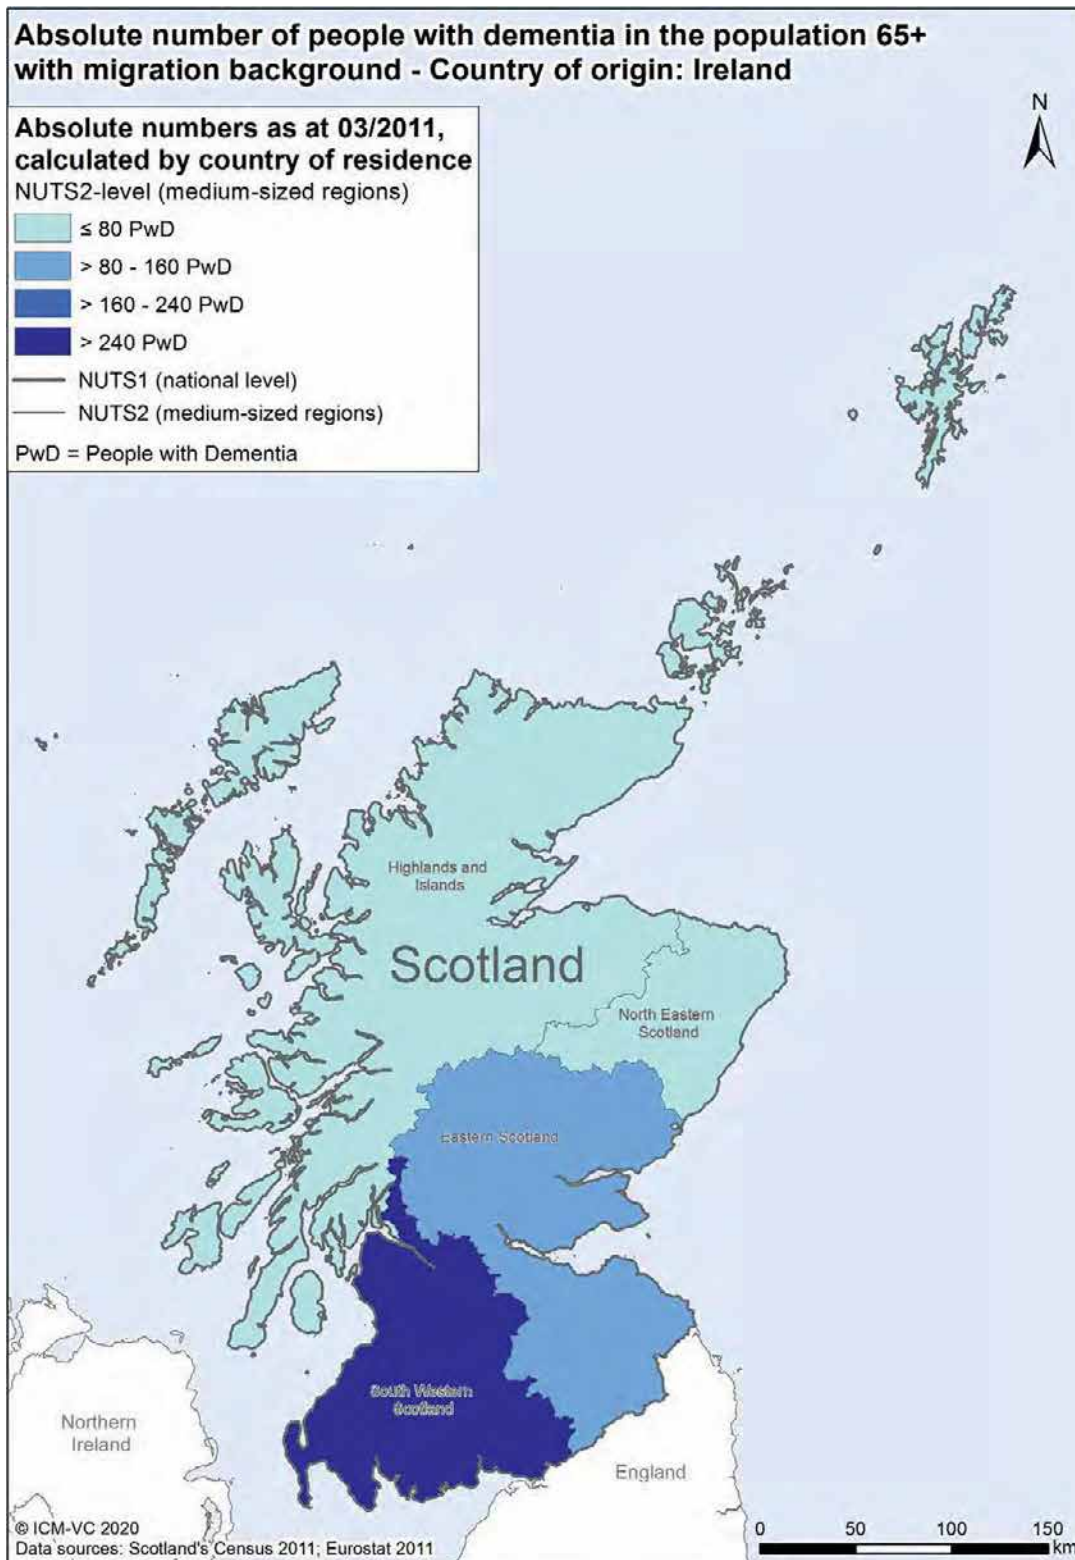 Absolute number of people with dementia in the population 65+
with migration background - Country of origin: Ireland
Absolute numbers as at 03/2011,
calculated by country of residence
NUTS2-level (medium-sized regions)
≤ 80 PwD
> 80 - 160 PwD
> 160 - 240 PwD
> 240 PwD
NUTS1 (national level)
NUTS2 (medium-sized regions)
PwD = People with Dementia
N
Highlands and
Islands
Scotland
North Eastern
Scotland
Eastern Scotland
South Western
Scotland
Northern
Ireland
England
© ICM-VC 2020
Data sources: Scotland's Census 2011; Eurostat 2011
0 50 100 150
km